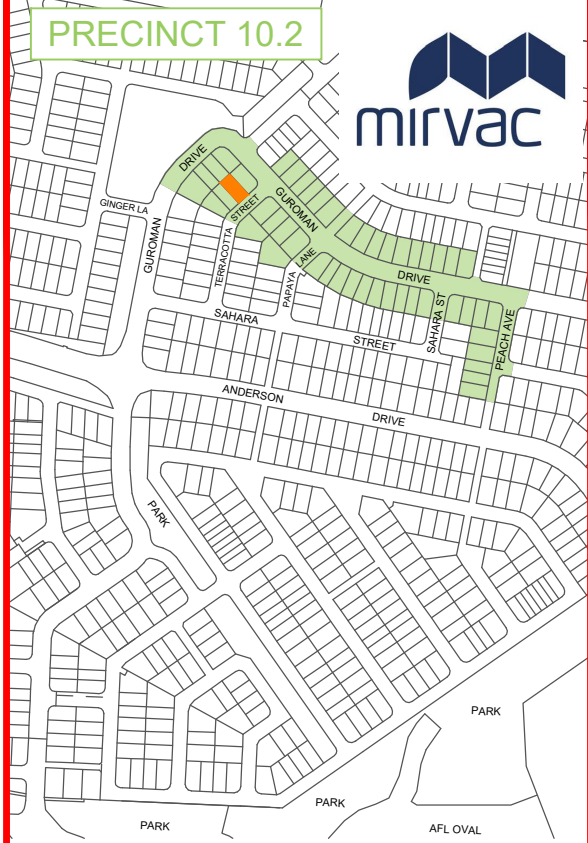 PRECINCT 10.2
mirvac
DRIVE
GINGER LA
STREET
GUROMAN
GUROMAN
TERRACOTTA
LANE
PAPAYA
DRIVE
SAHARA
SAHARA ST
STREET
PEACH AVE
ANDERSON
DRIVE
PARK
PARK
PARK
PARK
AFL OVAL